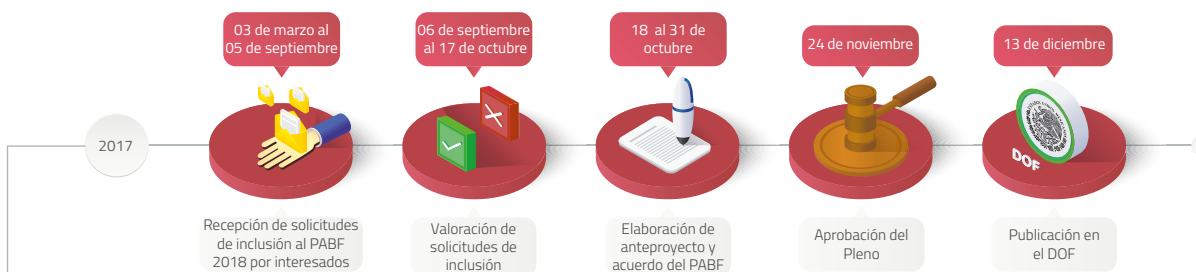 03 de marzo al
05 de septiembre
06 de septiembre
al 17 de octubre
18 al 31 de
octubre
24 de noviembre
13 de diciembre
2017
DOF
Recepción de solicitudes
de inclusión al PABF
2018 por interesados
Valoración de
solicitudes de
inclusión
Elaboración de
anteproyecto y
acuerdo del PABF
Aprobación del
Pleno
Publicación en
el DOF